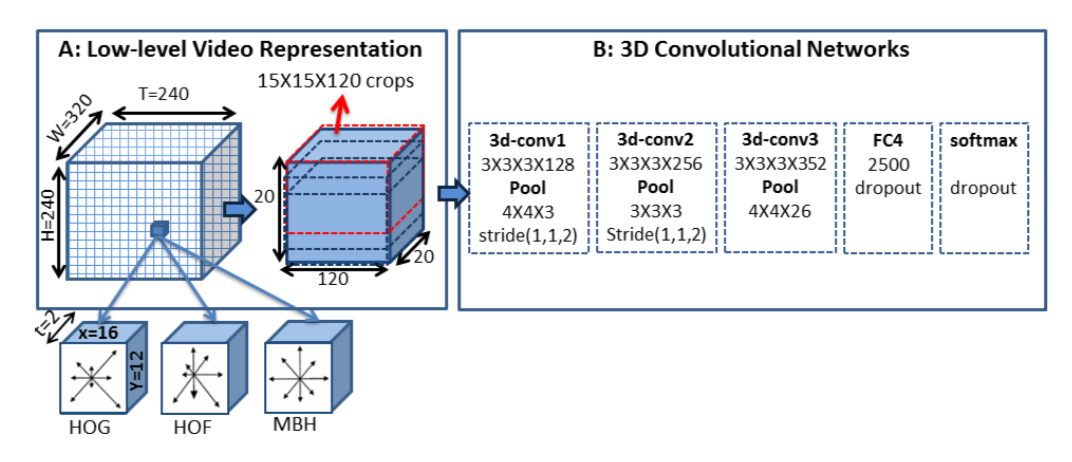 A: Low-level Video Representation
15X15X120 crops
T=240
W=320
H=240
20
20
120
t=2
x=16
Y=12
HOG
HOF
MBH
B: 3D Convolutional Networks
3d-conv1
3X3X3X128
Pool
4X4X3
stride(1,1,2)
3d-conv2
3X3X3X256
Pool
3X3X3
Stride(1,1,2)
3d-conv3
3X3X3X352
Pool
4X4X26
FC4
2500
dropout
softmax
dropout